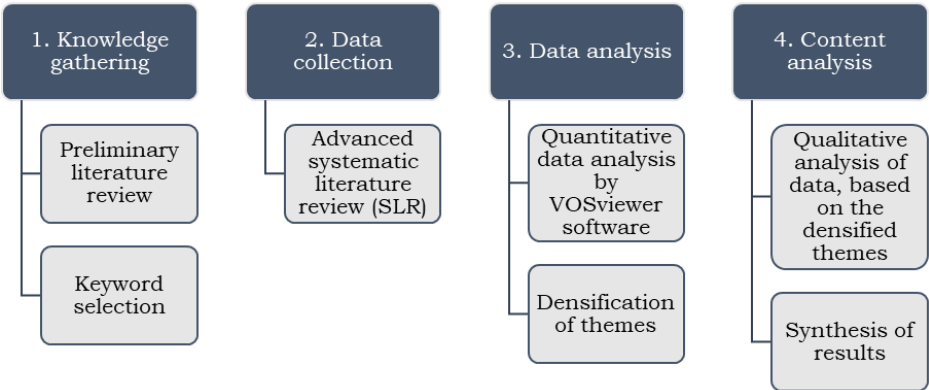 1. Knowledge
gathering
Preliminary
literature
review
Keyword
selection
2. Data
collection
Advanced
systematic
literature
review (SLR)
3. Data analysis
Quantitative
data analysis
by
VOSviewer
software
Densification
of themes
4. Content
analysis
Qualitative
analysis of
data, based
on the
densified
themes
Synthesis of
results